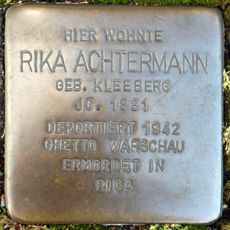 HIER WOHNTE
RIKA ACHTERMANN
GEB. KLEEBERG
JG. 1881
DEPORTIERT 1942
GHETTO WARSCHAU
ERMORDET IN
RIGA